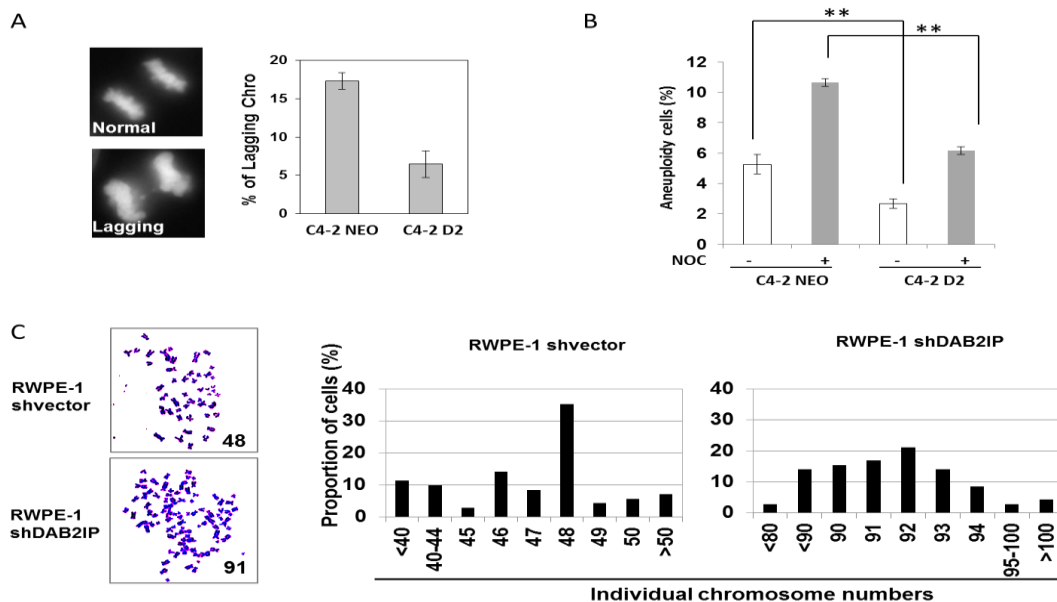 A
Normal
Lagging
% of Lagging Chro
20
15
10
5
0
C4-2 NEO C4-2 D2
B
** **
Aneuploidy cells (%)
12
10
8
6
4
2
0
NOC - + - +
C4-2 NEO C4-2 D2
C
RWPE-1
shvector
48
RWPE-1
shDAB2IP
91
RWPE-1 shvector
Proportion of cells (%)
40
30
20
10
0
<40 40-44 45 46 47 48 49 50 >50
RWPE-1 shDAB2IP
40
30
20
10
0
<80 <90 90 91 92 93 94 95-100 >100
Individual chromosome numbers